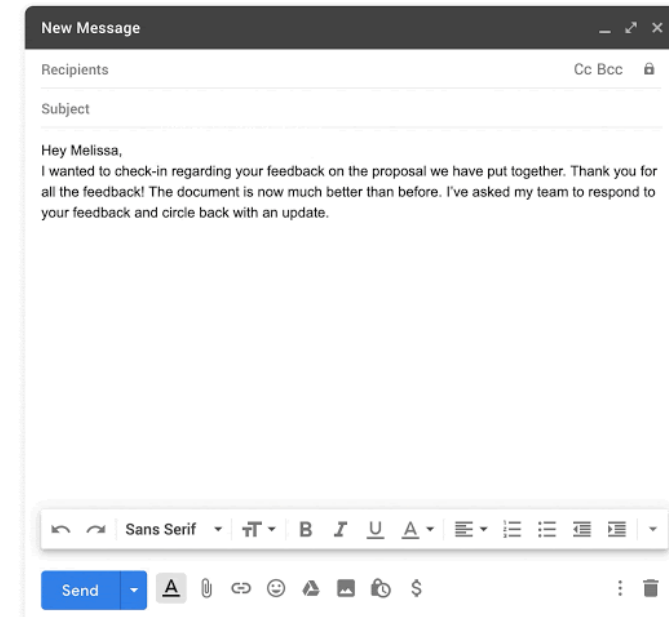 New Message
Recipients Cc Bcc
Subject
Hey Melissa,
I wanted to check-in regarding your feedback on the proposal we have put together. Thank you for
all the feedback! The document is now much better than before. I've asked my team to respond to
your feedback and circle back with an update.
Sans Serif B I U A
Send A $